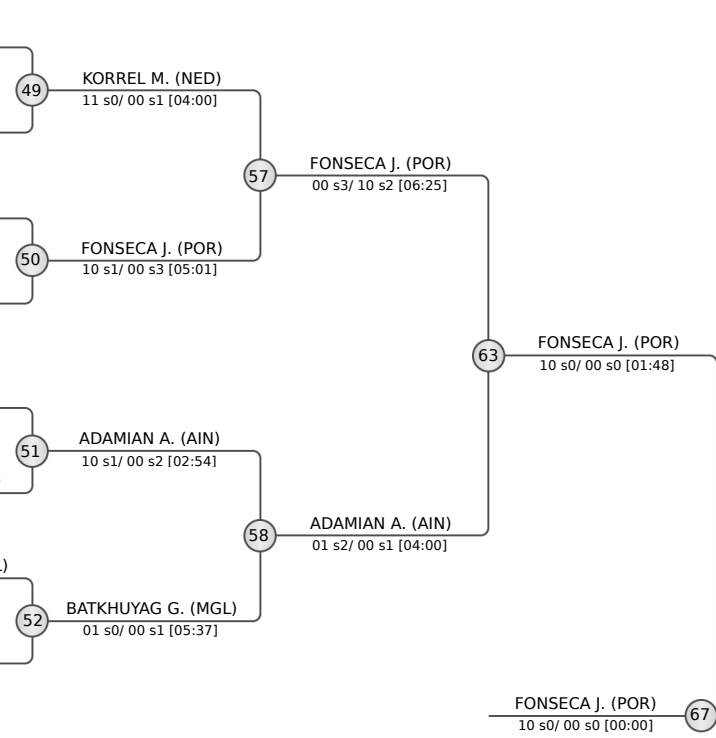 49
KORREL M. (NED)
11 s0/ 00 s1 [04:00]
57
FONSECA J. (POR)
00 s3/ 10 s2 [06:25]
50
FONSECA J. (POR)
10 s1/ 00 s3 [05:01]
63
FONSECA J. (POR)
10 s0/ 00 s0 [01:48]
51
ADAMIAN A. (AIN)
10 s1/ 00 s2 [02:54]
58
ADAMIAN A. (AIN)
01 s2/ 00 s1 [04:00]
52
BATKHUYAG G. (MGL)
01 s0/ 00 s1 [05:37]
FONSECA J. (POR)
10 s0/ 00 s0 [00:00]
67